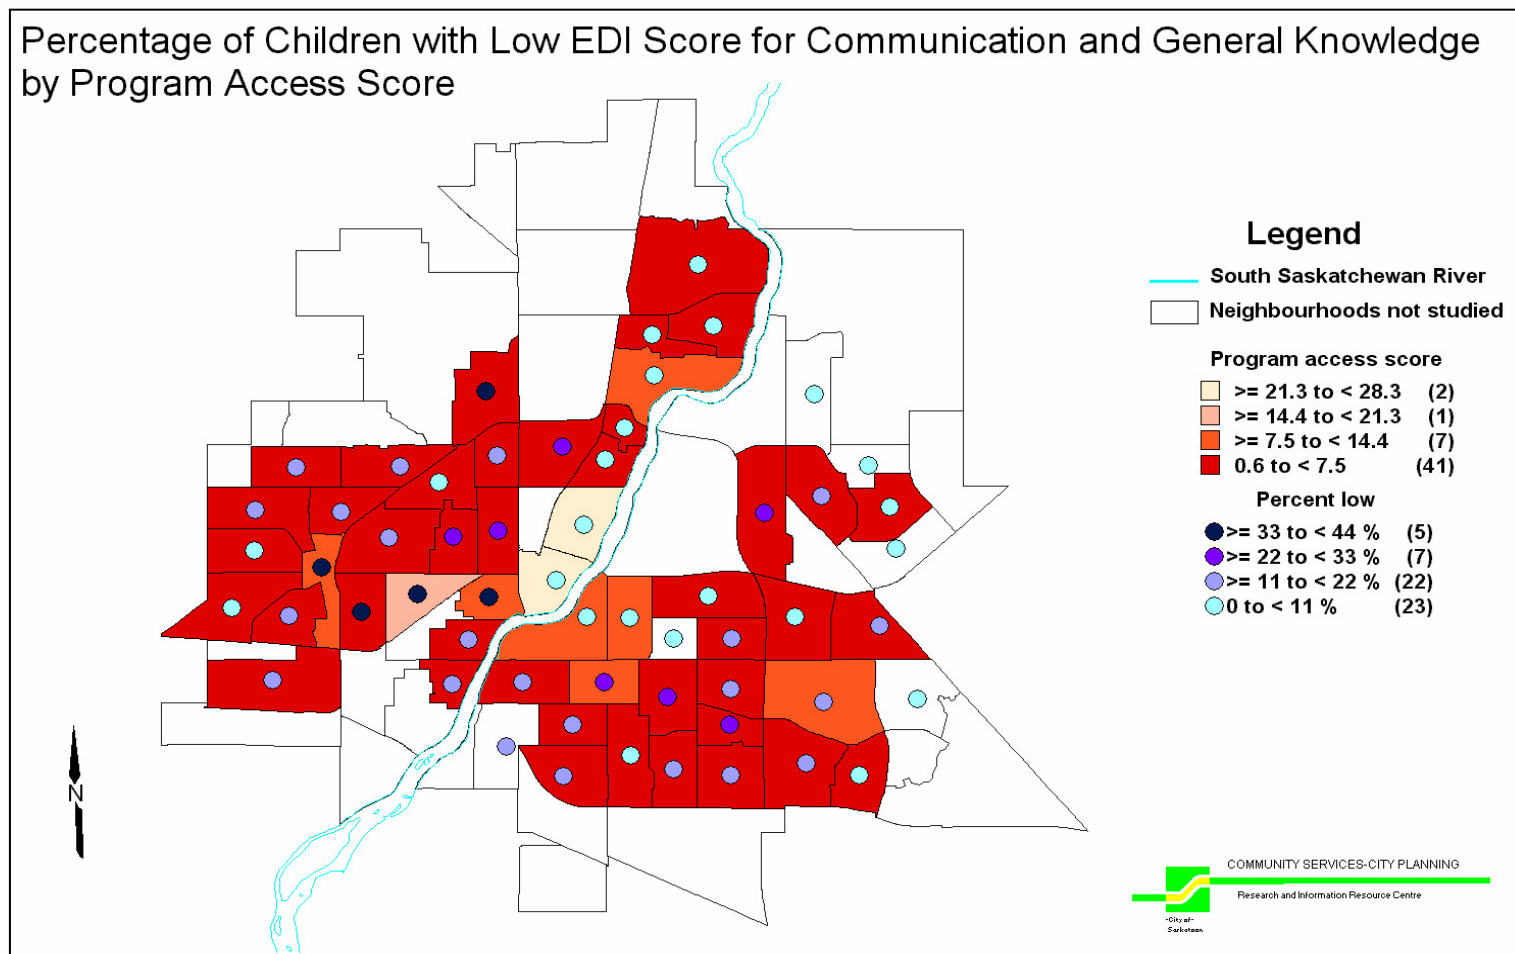 Percentage of Children with Low EDI Score for Communication and General Knowledge
by Program Access Score
Legend
South Saskatchewan River
Neighbourhoods not studied
Program access score
>= 21.3 to < 28.3 (2)
>= 14.4 to < 21.3 (1)
>= 7.5 to < 14.4 (7)
0.6 to < 7.5 (41)
Percent low
>= 33 to < 44 % (5)
>= 22 to < 33 % (7)
>= 11 to < 22 % (22)
0 to < 11 % (23)
N
COMMUNITY SERVICES-CITY PLANNING
Research and Information Resource Centre
-City of-
Saskatoon